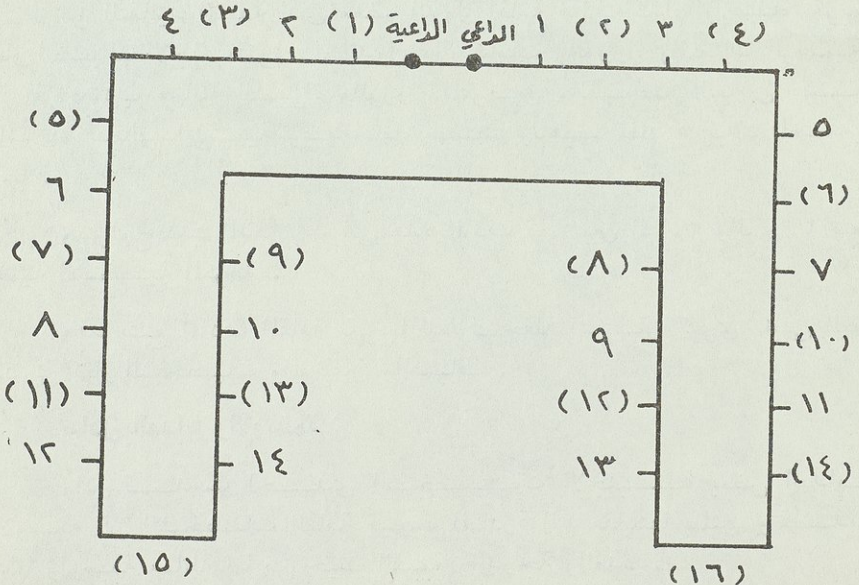 (٤) ٣ (٢) ١ الداعي الداعية (١) ٢ (٣) ٤
٥ (٥)
(٦) ٦
٧ (٨) (٩) (٧)
(١٠) ٩ ١٠ ٨
١١ (١٢) (١٣) (١١)
(١٤) ١٣ ١٤ ١٢
(١٦) (١٥)